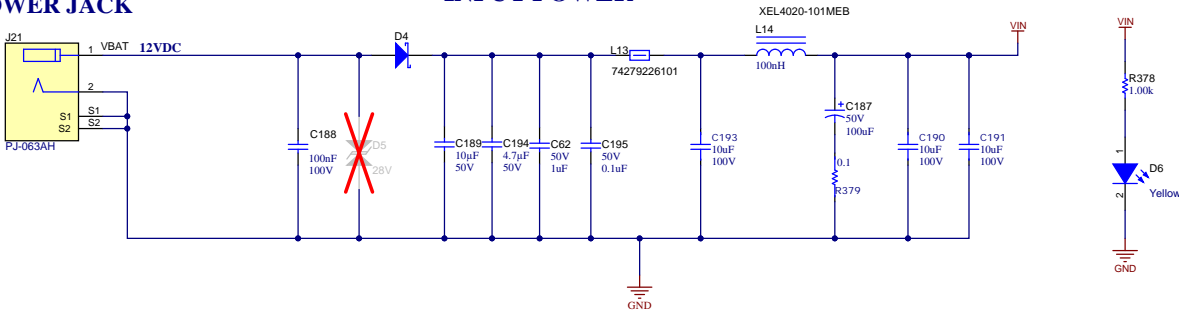 XEL4020-101MEB
J21
1
VBAT
12VDC
2
S1
S1
S2
S2
PJ-063AH
C188
100nF
100V
D5
28V
D4
C189
10µF
50V
C194
4.7µF
50V
C62
50V
1uF
C195
50V
0.1uF
L13
74279226101
GND
C193
10uF
100V
L14
100nH
C187
50V
100uF
0.1
R379
C190
10uF
100V
C191
10uF
100V
VIN
VIN
R378
1.00k
1
D6
2
Yellow
GND